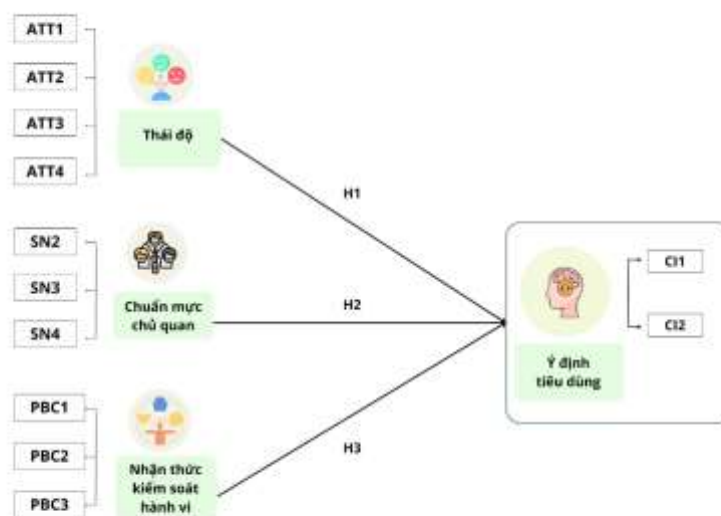 ATT1
ATT2
ATT3
ATT4
Thái độ
H1
SN2
SN3
SN4
Chuẩn mực
chủ quan
H2
CI1
CI2
Ý định
tiêu dùng
PBC1
PBC2
PBC3
Nhận thức
kiểm soát
hành vi
H3